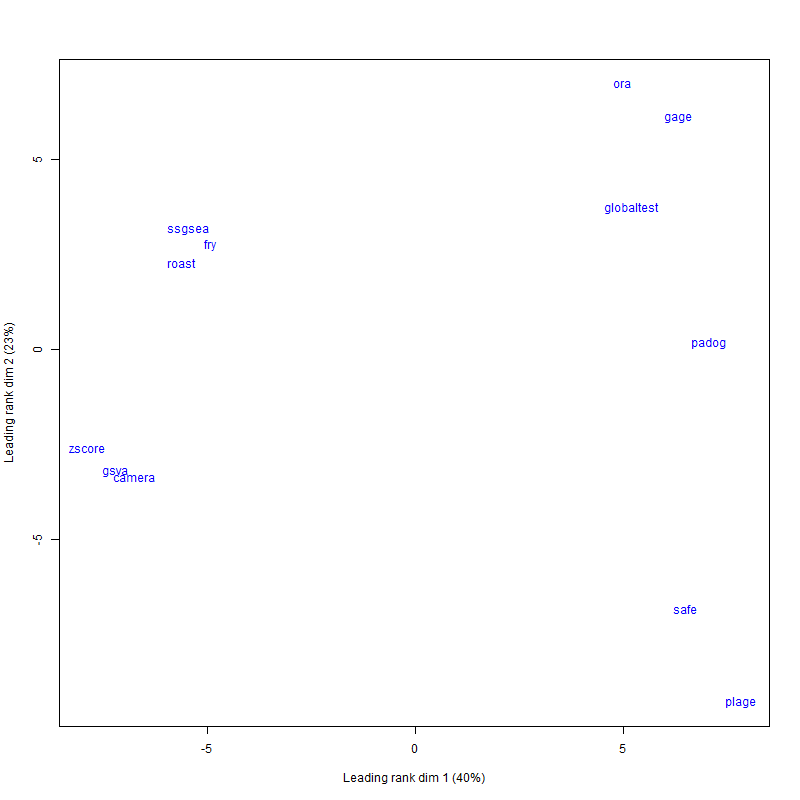 ora
gage
5
globaltest
ssgsea
fry
roast
padog
0
Leading rank dim 2 (23%)
zscore
gsva
camera
-5
safe
plage
-5
0
5
Leading rank dim 1 (40%)